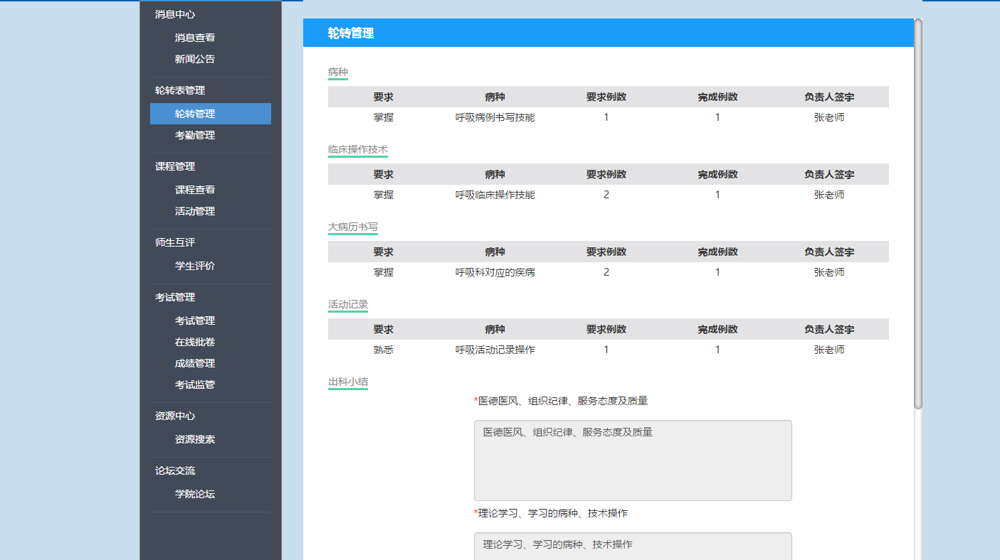 消息中心
消息查看
新闻公告
轮转表管理
轮转管理
考勤管理
课程管理
课程查看
活动管理
师生互评
学生评价
考试管理
考试管理
在线批卷
成绩管理
考试监管
资源中心
资源搜索
论坛交流
学院论坛
轮转管理
病种
要求 病种 要求例数 完成例数 负责人签字
掌握 呼吸病例书写技能 1 1 张老师
临床操作技术
要求 病种 要求例数 完成例数 负责人签字
掌握 呼吸临床操作技能 2 1 张老师
大病历书写
要求 病种 要求例数 完成例数 负责人签字
掌握 呼吸科对应的疾病 2 1 张老师
活动记录
要求 病种 要求例数 完成例数 负责人签字
熟悉 呼吸活动记录操作 1 1 张老师
出科小结
*医德医风、组织纪律、服务态度及质量
医德医风、组织纪律、服务态度及质量
*理论学习、学习的病种、技术操作
理论学习、学习的病种、技术操作